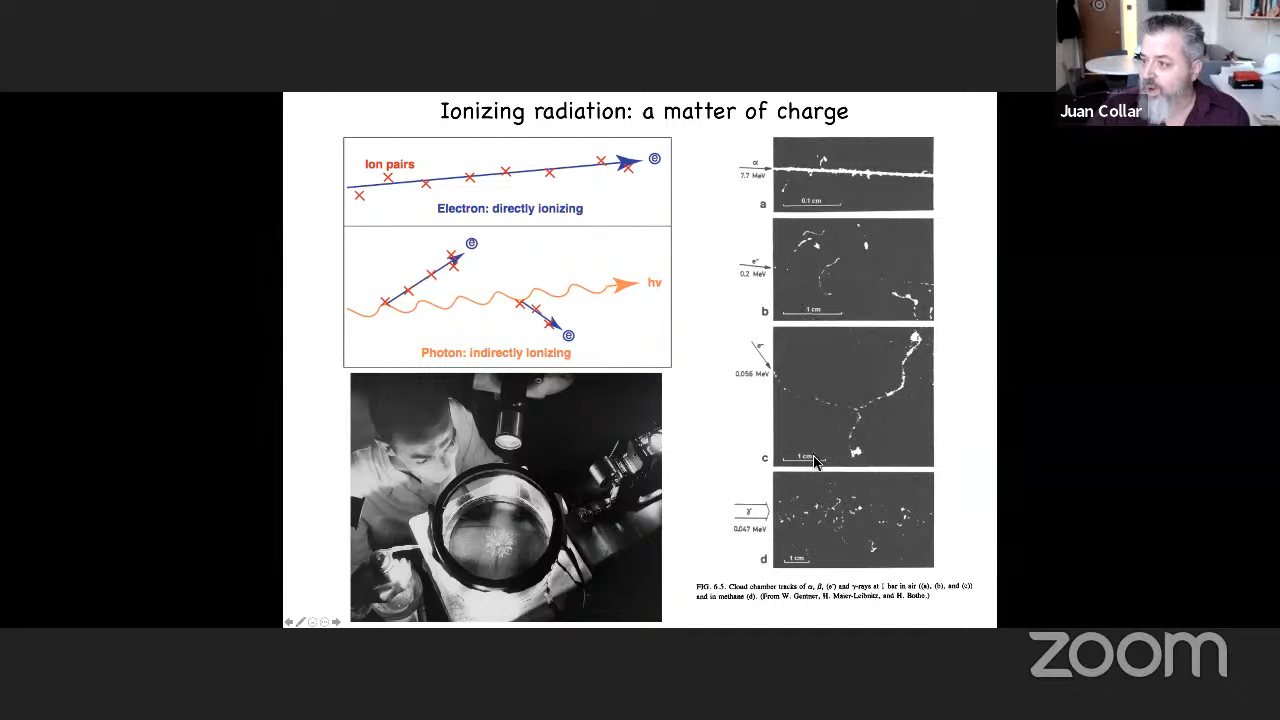 Ionizing radiation: a matter of charge
Juan Collar
Ion pairs
e
Electron: directly ionizing
e
hν
e
Photon: indirectly ionizing
α
7.7 MeV
0.1 cm
a
e⁻
0.2 MeV
1 cm
b
e⁻
0.056 MeV
1 cm
c
γ
0.047 MeV
1 cm
d
FIG. 6.5. Cloud chamber tracks of α, β, (e⁻) and γ-rays at 1 bar in air ((a), (b), and (c))
and in methane (d). (From W. Gentner, H. Maier-Leibnitz, and H. Bothe.)
zoom